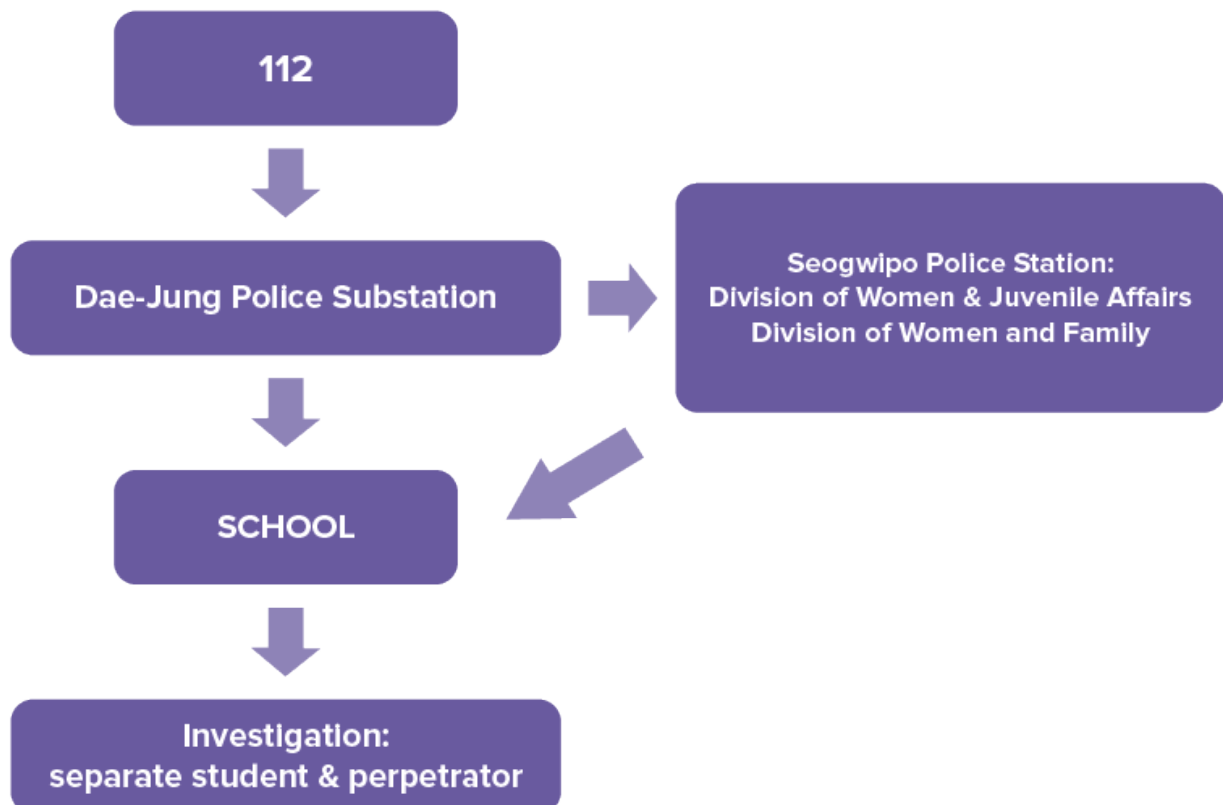 112
Dae-Jung Police Substation
Seogwipo Police Station:
Division of Women & Juvenile Affairs
Division of Women and Family
SCHOOL
Investigation:
separate student & perpetrator